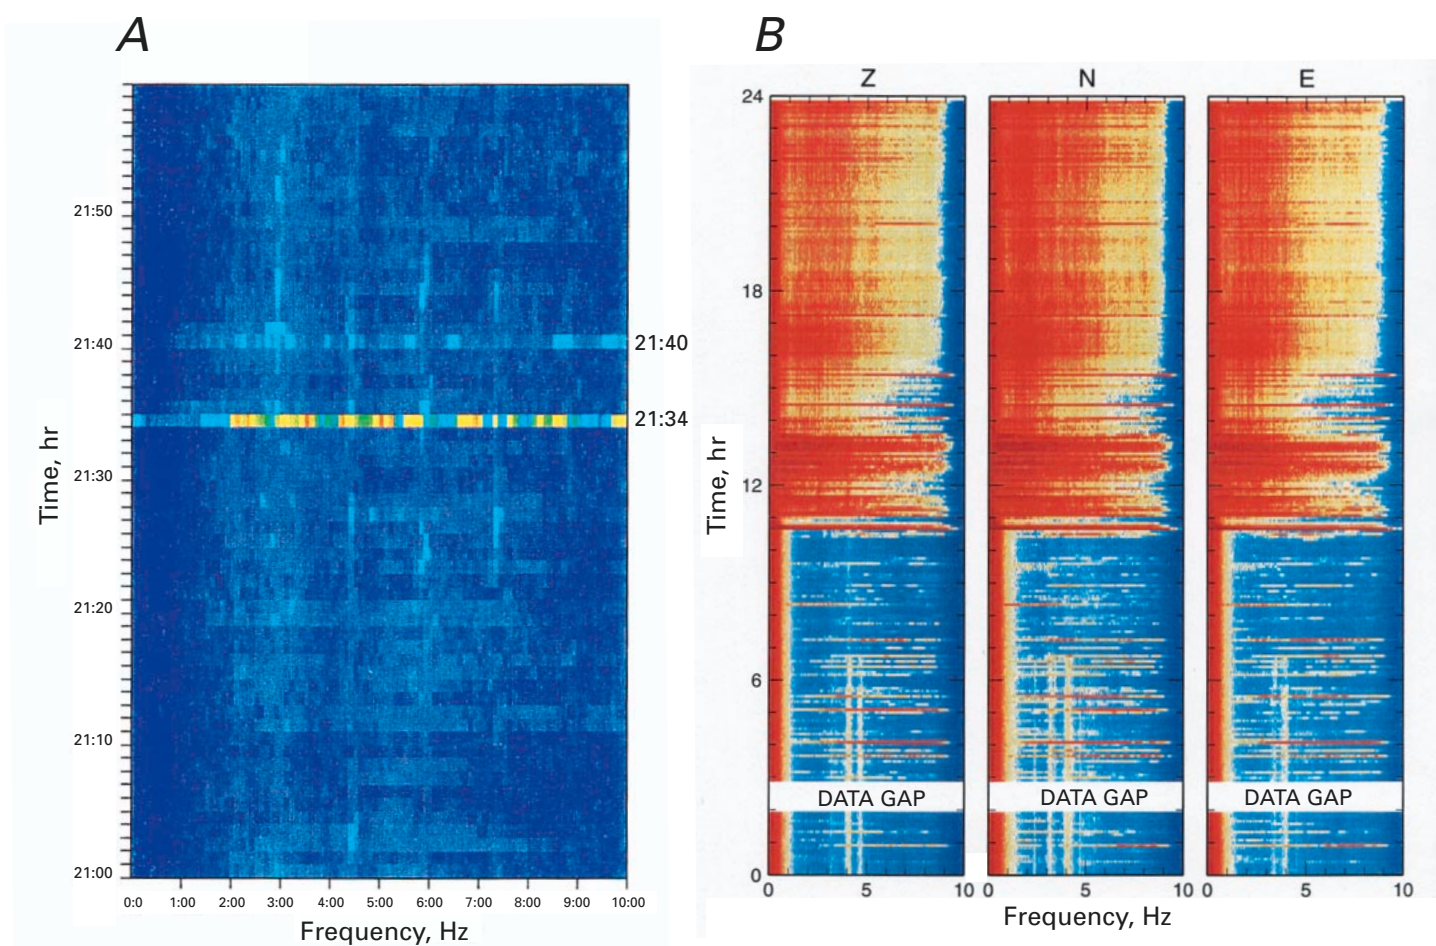 A
B
Z
N
E
Time, hr
21:50
21:40
21:30
21:20
21:10
21:00
21:40
21:34
0:0 1:00 2:00 3:00 4:00 5:00 6:00 7:00 8:00 9:00 10:00
Frequency, Hz
Time, hr
24
18
12
6
0
DATA GAP DATA GAP DATA GAP
0 5 10 0 5 10 0 5 10
Frequency, Hz